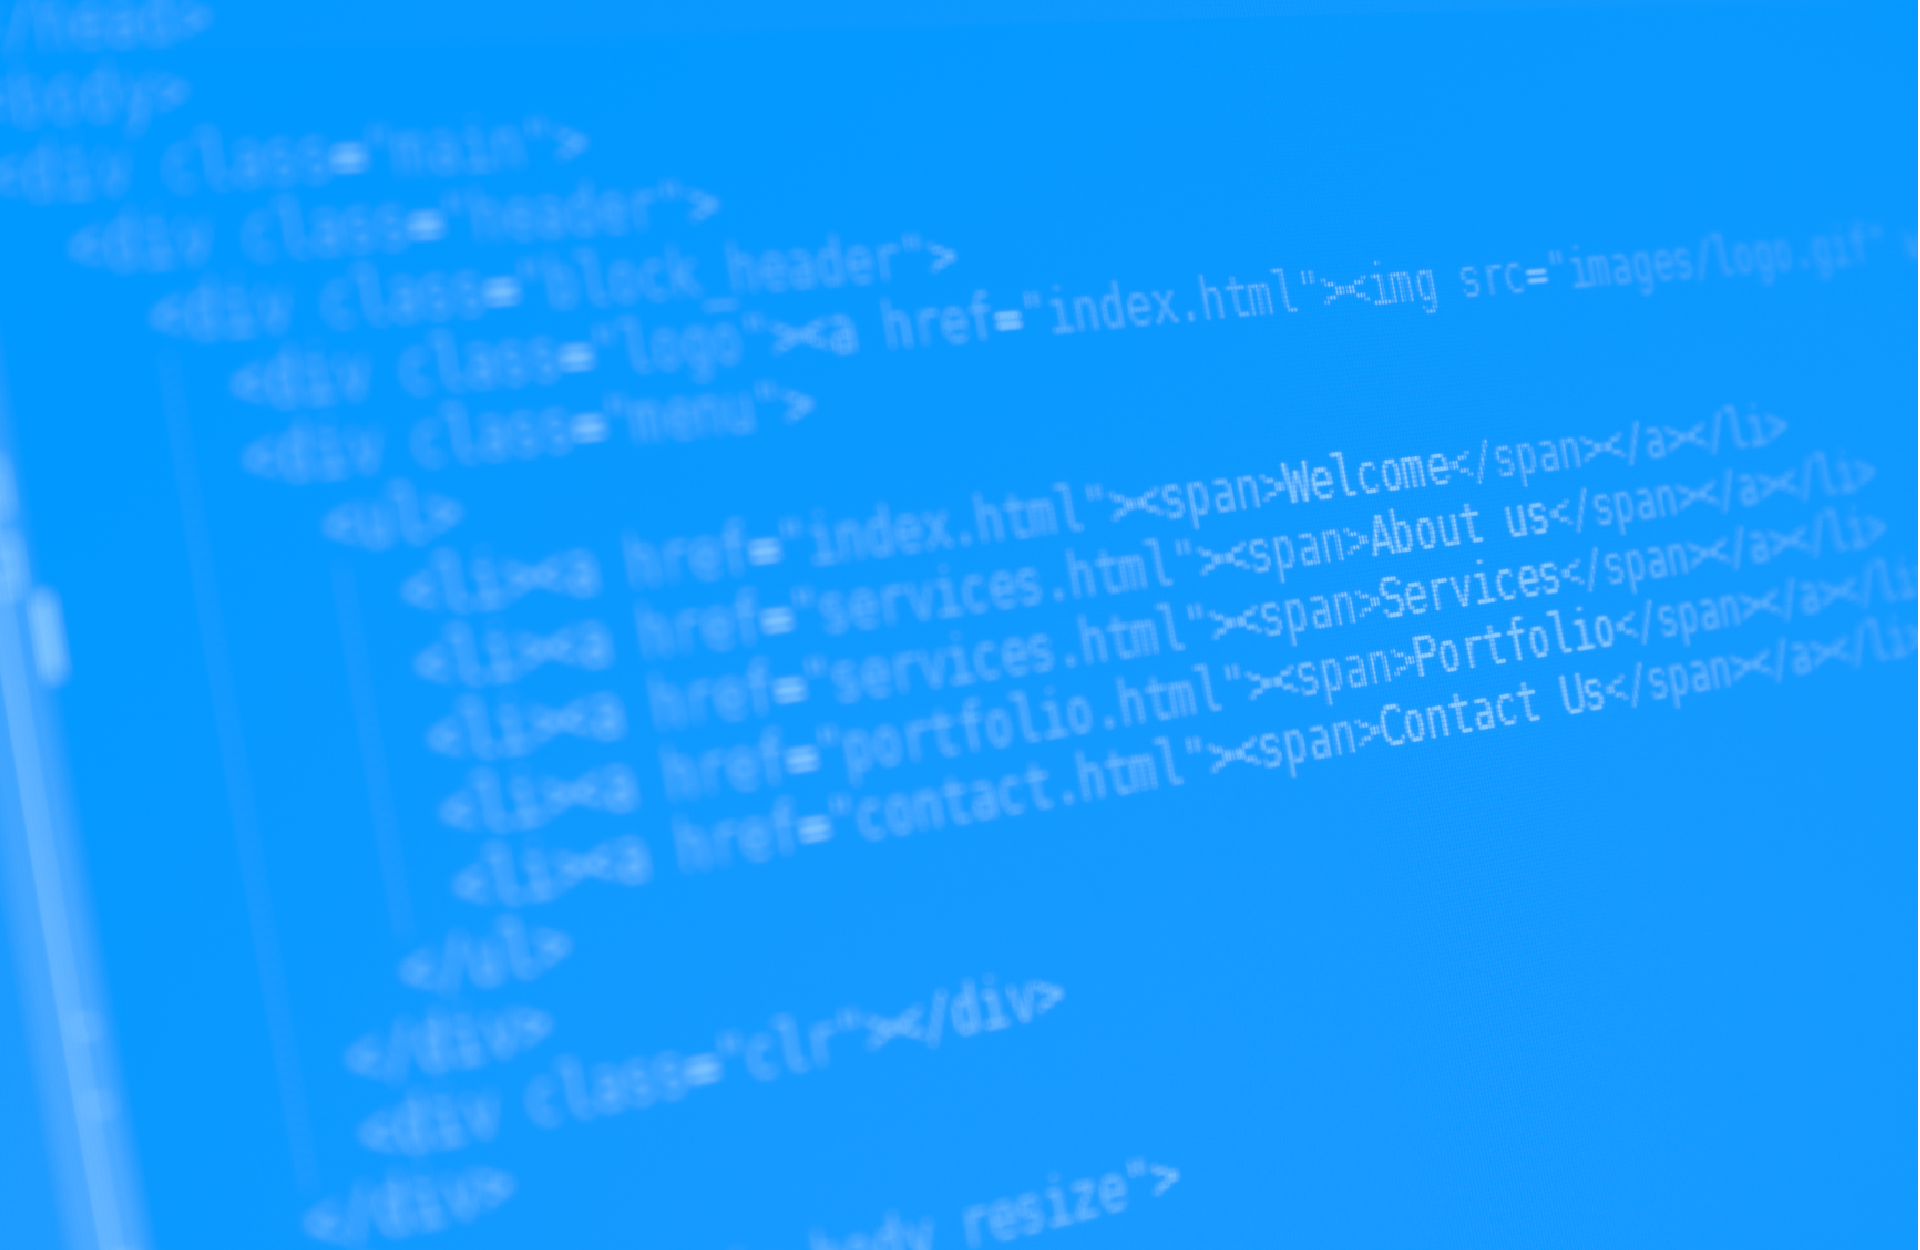 /head>
body>
<div class="main">
<div class="header">
<div class="block_header">
<div class="logo"><a href="index.html"><img src="images/logo.gif"
<div class="menu">
<ul>
<li><a href="index.html"><span>Welcome</span></a></li>
<li><a href="services.html"><span>About us</span></a></li>
<li><a href="services.html"><span>Services</span></a></li>
<li><a href="portfolio.html"><span>Portfolio</span></a></li>
<li><a href="contact.html"><span>Contact Us</span></a></li>
</ul>
</div>
<div class="clr"></div>
</div>
body resize">